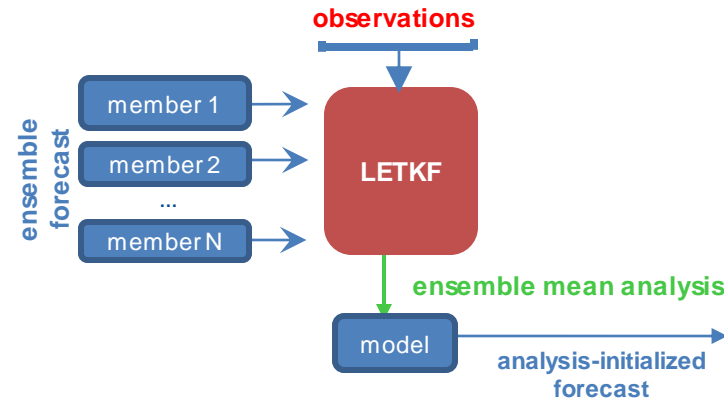 observations
ensemble
forecast
member 1
member 2
...
member N
LETKF
ensemble mean analysis
model
analysis-initialized
forecast